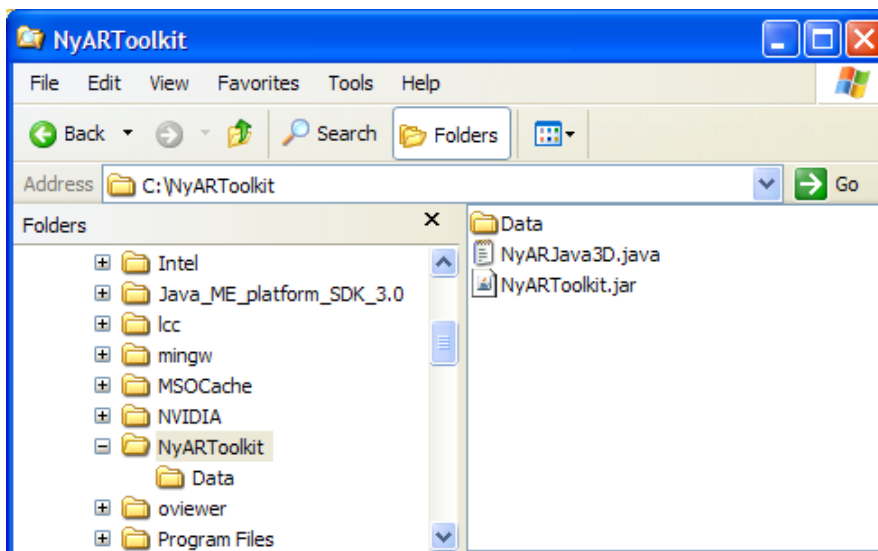 NyARToolkit
File Edit View Favorites Tools Help
Back Search Folders
Address C:\NyARToolkit Go
Folders
Intel
Java_ME_platform_SDK_3.0
lcc
mingw
MSOCache
NVIDIA
NyARToolkit
Data
oviewer
Program Files
Data
NyARJava3D.java
NyARToolkit.jar